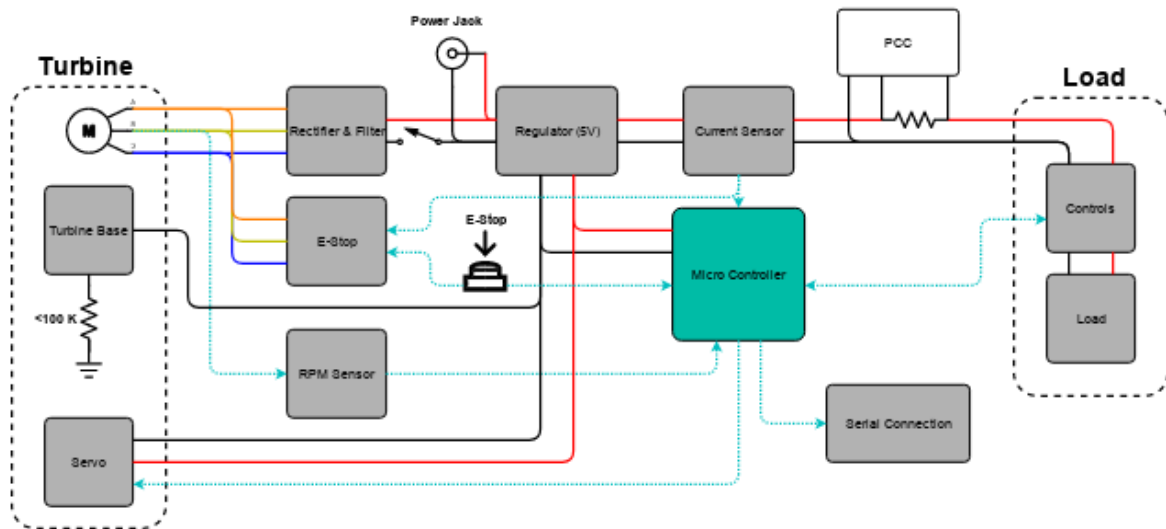 Power Jack
PCC
Turbine
Load
A
M
Rectifier & Filter
Regulator (5V)
Current Sensor
Turbine Base
E-Stop
E-Stop
Controls
Micro Controller
<100 K
Load
RPM Sensor
Servo
Serial Connection